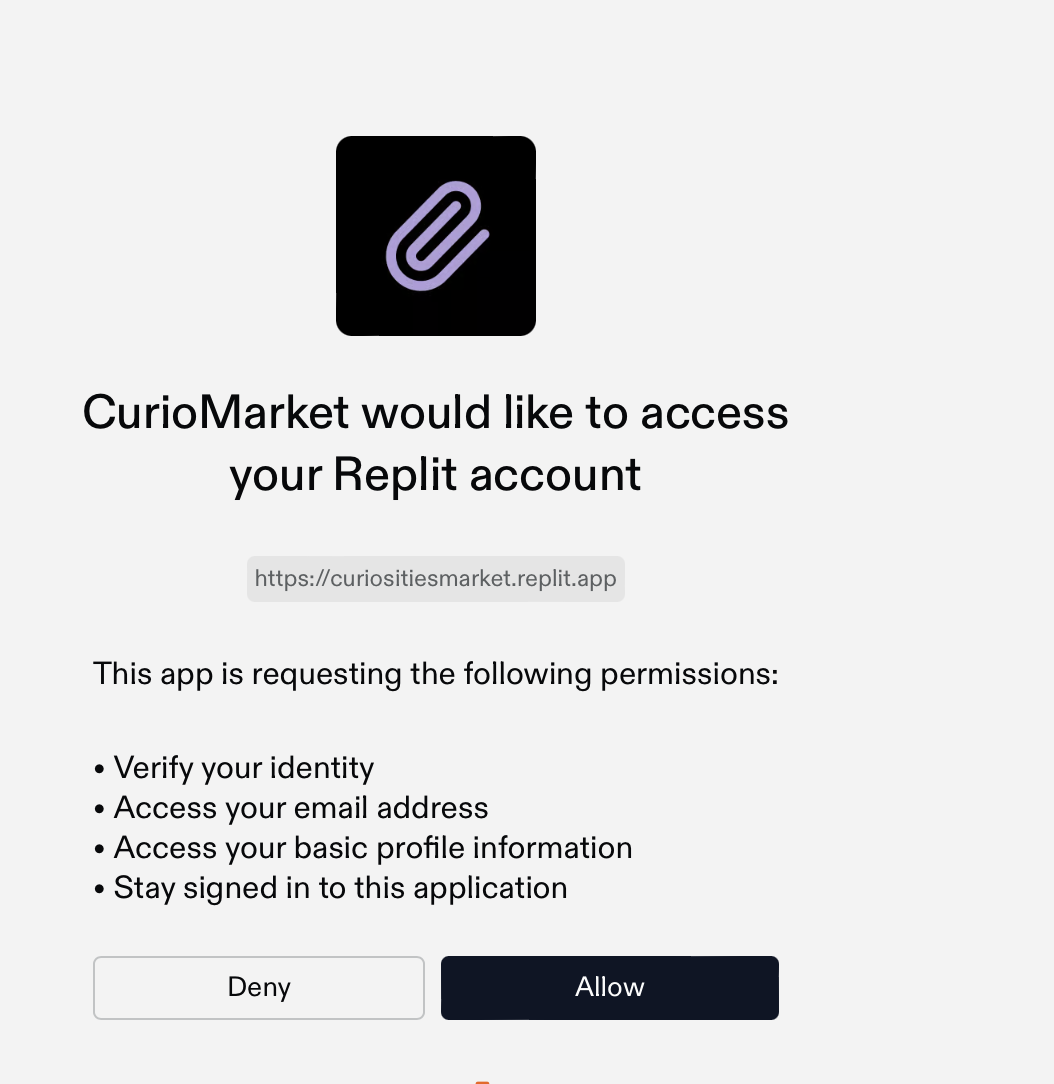 CurioMarket would like to access
your Replit account
https://curiositiesmarket.replit.app
This app is requesting the following permissions:
• Verify your identity
• Access your email address
• Access your basic profile information
• Stay signed in to this application
Deny
Allow